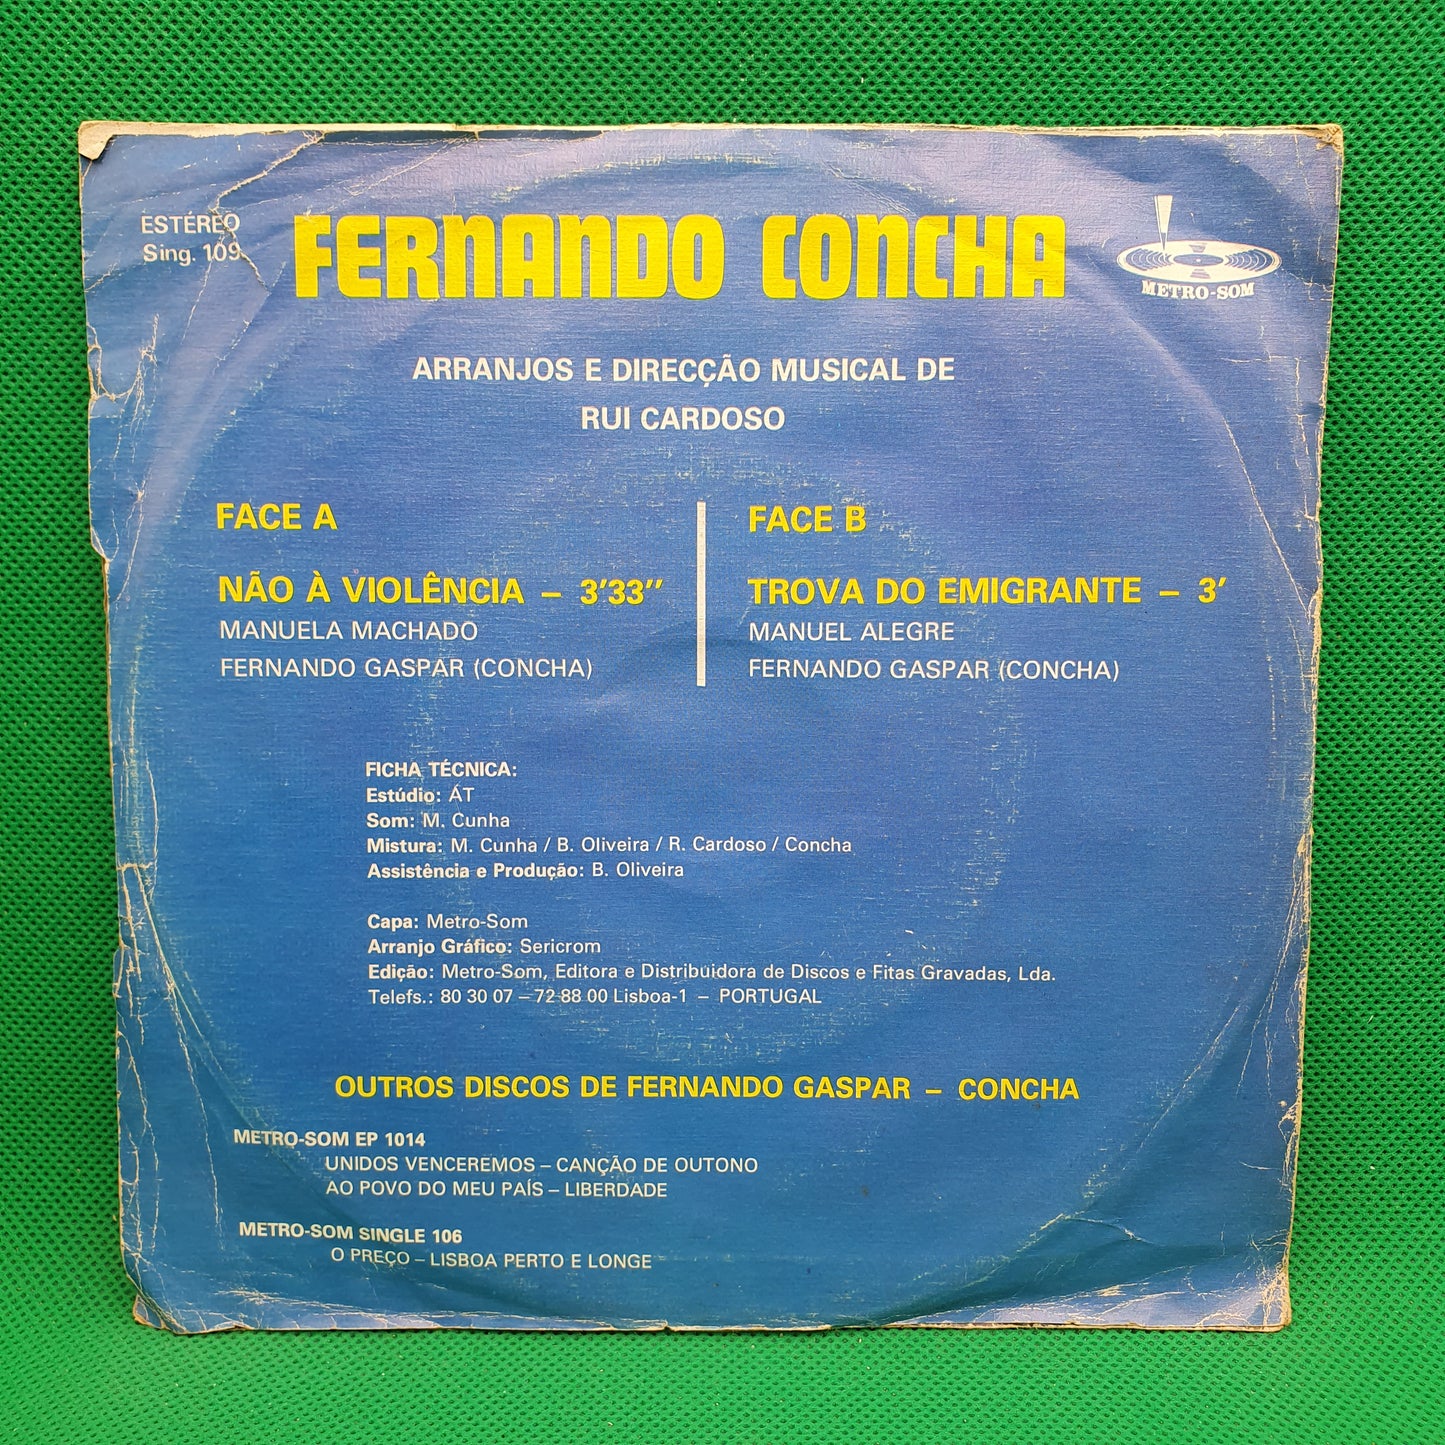 ESTÉREO
Sing. 109
FERNANDO CONCHA
METRO-SOM
ARRANJOS E DIRECÇÃO MUSICAL DE
RUI CARDOSO
FACE A
NÃO À VIOLÊNCIA – 3'33"
MANUELA MACHADO
FERNANDO GASPAR (CONCHA)
FACE B
TROVA DO EMIGRANTE – 3'
MANUEL ALEGRE
FERNANDO GASPAR (CONCHA)
FICHA TÉCNICA:
Estúdio: ÁT
Som: M. Cunha
Mistura: M. Cunha / B. Oliveira / R. Cardoso / Concha
Assistência e Produção: B. Oliveira
Capa: Metro-Som
Arranjo Gráfico: Sericrom
Edição: Metro-Som, Editora e Distribuidora de Discos e Fitas Gravadas, Lda.
Telefs.: 80 30 07 – 72 88 00 Lisboa-1 – PORTUGAL
OUTROS DISCOS DE FERNANDO GASPAR – CONCHA
METRO-SOM EP 1014
UNIDOS VENCEREMOS – CANÇÃO DE OUTONO
AO POVO DO MEU PAÍS – LIBERDADE
METRO-SOM SINGLE 106
O PREÇO – LISBOA PERTO E LONGE